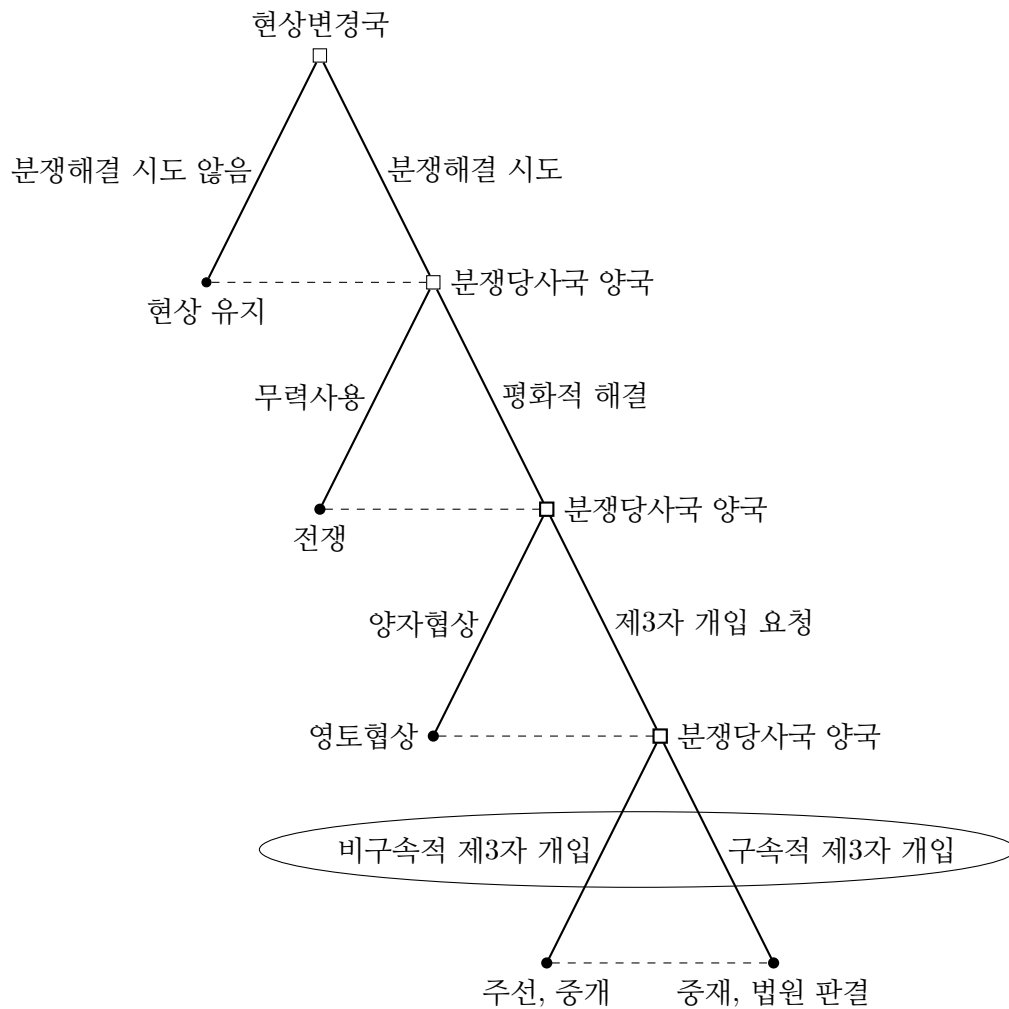 현상변경국
분쟁해결 시도 않음
분쟁해결 시도
분쟁당사국 양국
현상 유지
무력사용
평화적 해결
분쟁당사국 양국
전쟁
양자협상
제3자 개입 요청
영토협상
분쟁당사국 양국
비구속적 제3자 개입
구속적 제3자 개입
주선, 중개
중재, 법원 판결